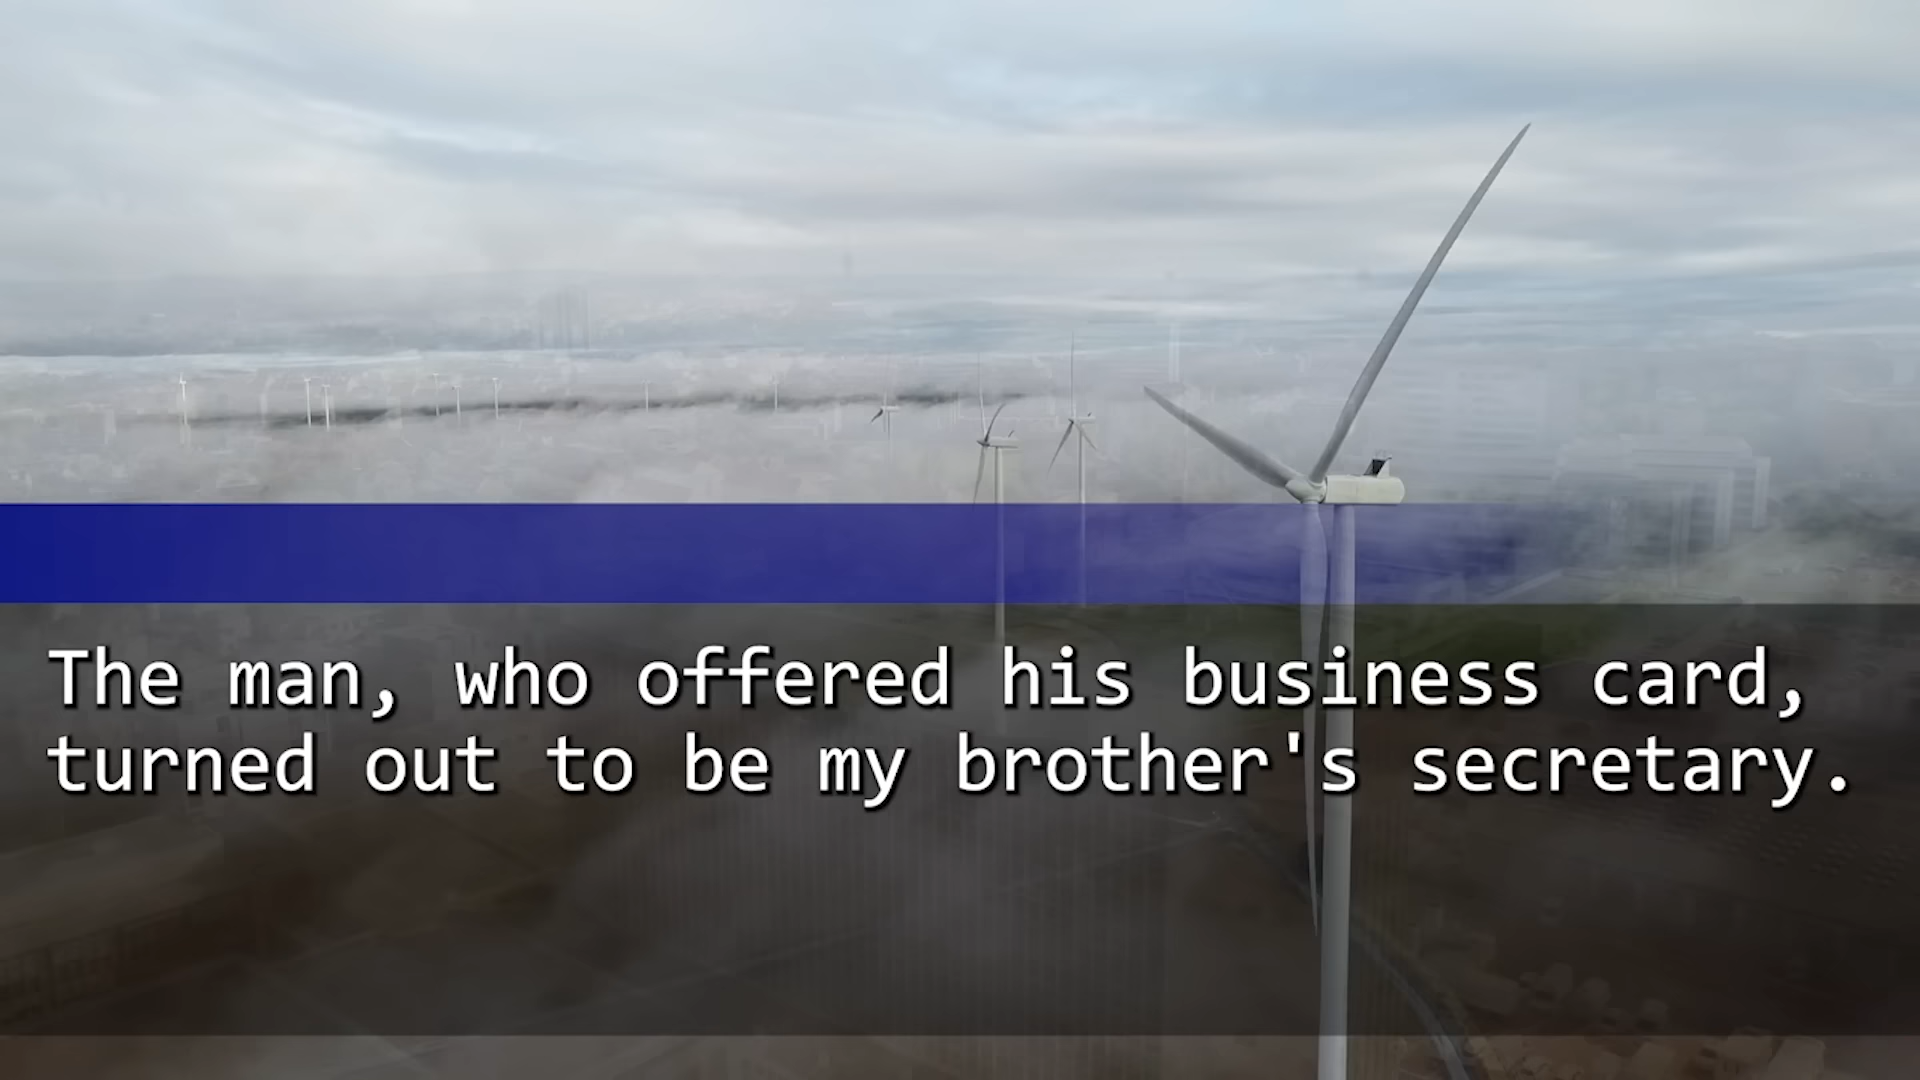 The man, who offered his business card,
turned out to be my brother's secretary.